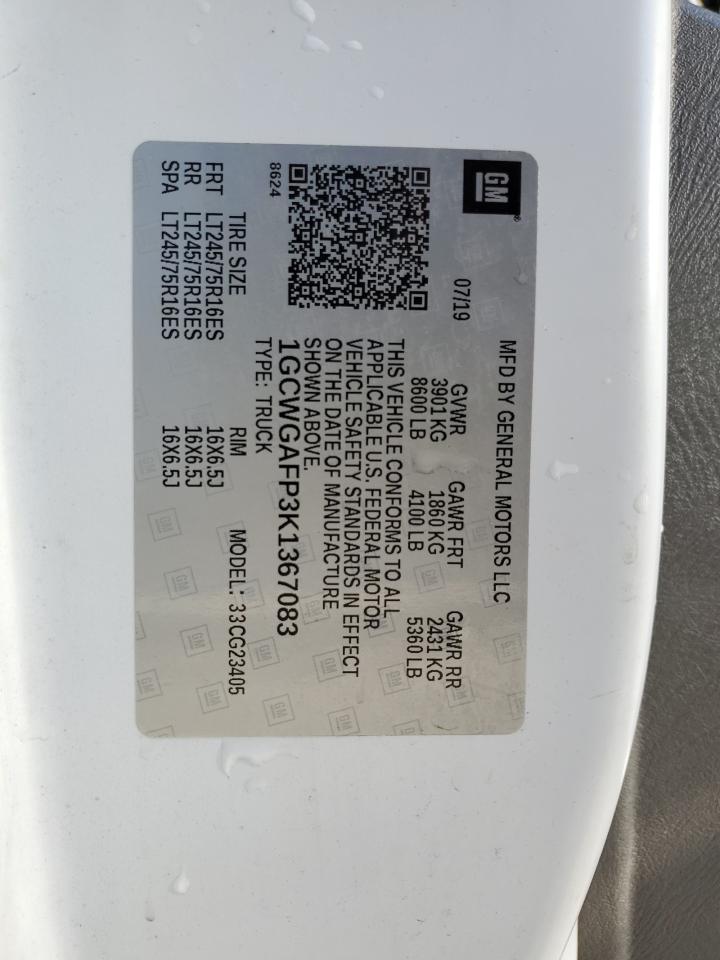 GM
MFD BY GENERAL MOTORS LLC
07/19
GVWR GAWR FRT GAWR RR
3901 KG 1860 KG 2431 KG
8600 LB 4100 LB 5360 LB
THIS VEHICLE CONFORMS TO ALL
APPLICABLE U.S. FEDERAL MOTOR
VEHICLE SAFETY STANDARDS IN EFFECT
ON THE DATE OF MANUFACTURE
SHOWN ABOVE.
1GCWGAFP3K1367083
TYPE: TRUCK
8624
MODEL: 33CG23405
TIRE SIZE RIM
FRT LT245/75R16ES 16X6.5J
RR LT245/75R16ES 16X6.5J
SPA LT245/75R16ES 16X6.5J